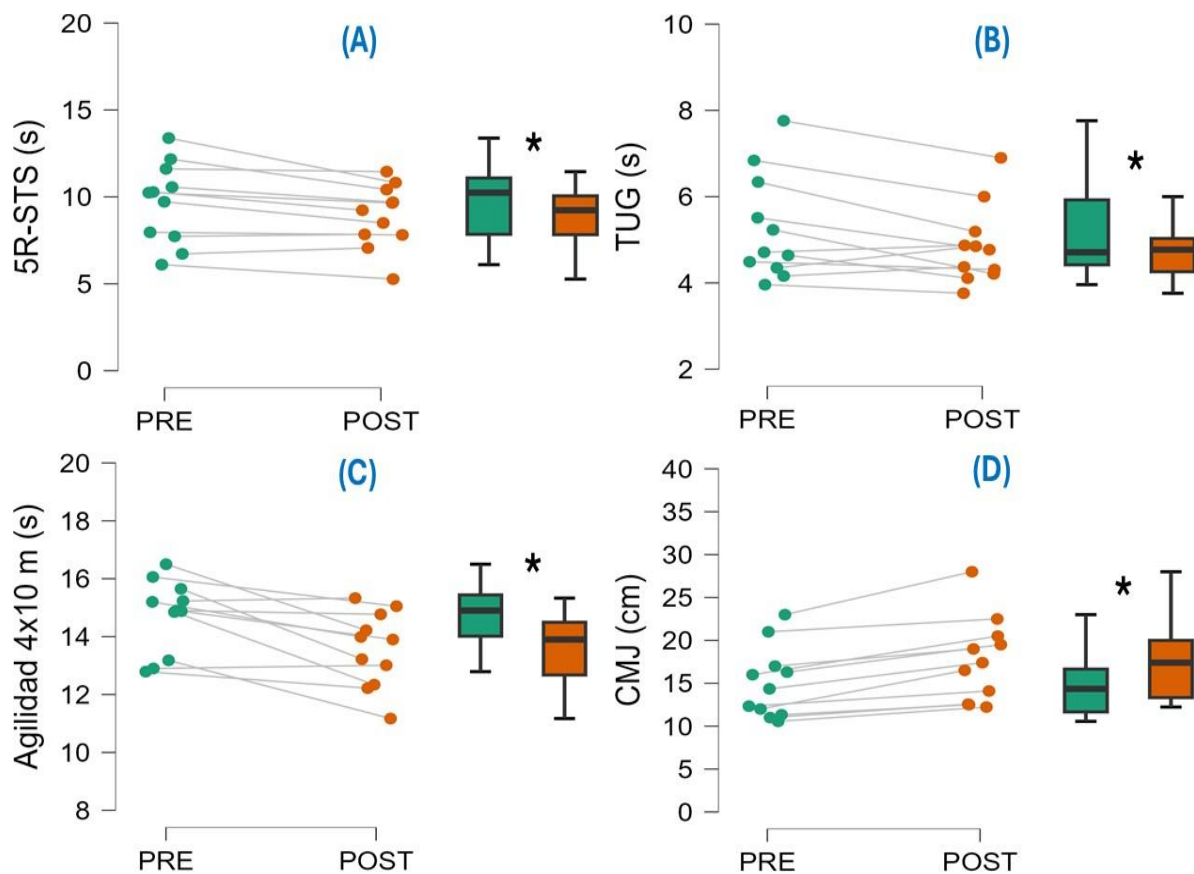 (A)
5R-STS (s)
20
15
10
5
0
*
PRE POST
(B)
TUG (s)
10
8
6
4
2
*
PRE POST
(C)
Agilidad 4x10 m (s)
20
18
16
14
12
10
8
*
PRE POST
(D)
CMJ (cm)
40
35
30
25
20
15
10
5
0
*
PRE POST